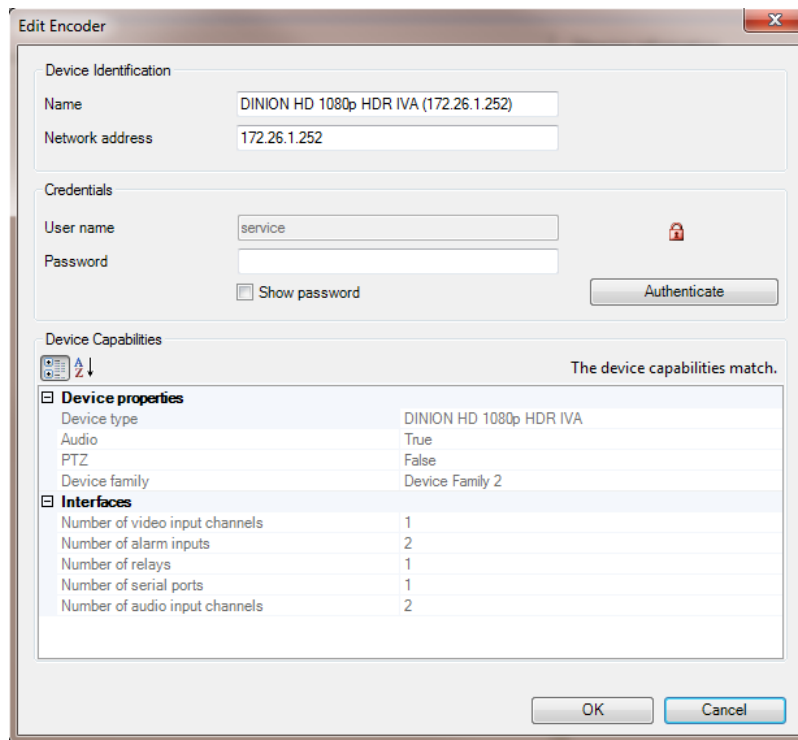 Edit Encoder
Device Identification
Name DINION HD 1080p HDR IVA (172.26.1.252)
Network address 172.26.1.252
Credentials
User name service
Password
Show password Authenticate
Device Capabilities
A Z The device capabilities match.
Device properties
Device type DINION HD 1080p HDR IVA
Audio True
PTZ False
Device family Device Family 2
Interfaces
Number of video input channels 1
Number of alarm inputs 2
Number of relays 1
Number of serial ports 1
Number of audio input channels 2
OK Cancel